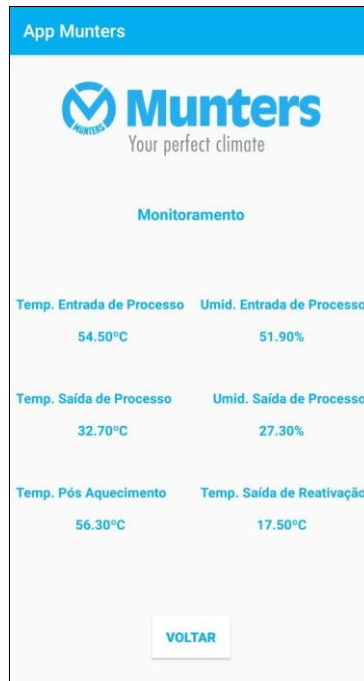 App Munters
MUNTERS
Munters
Your perfect climate
Monitoramento
Temp. Entrada de Processo Umid. Entrada de Processo
54.50ºC 51.90%
Temp. Saída de Processo Umid. Saída de Processo
32.70ºC 27.30%
Temp. Pós Aquecimento Temp. Saída de Reativação
56.30ºC 17.50ºC
VOLTAR